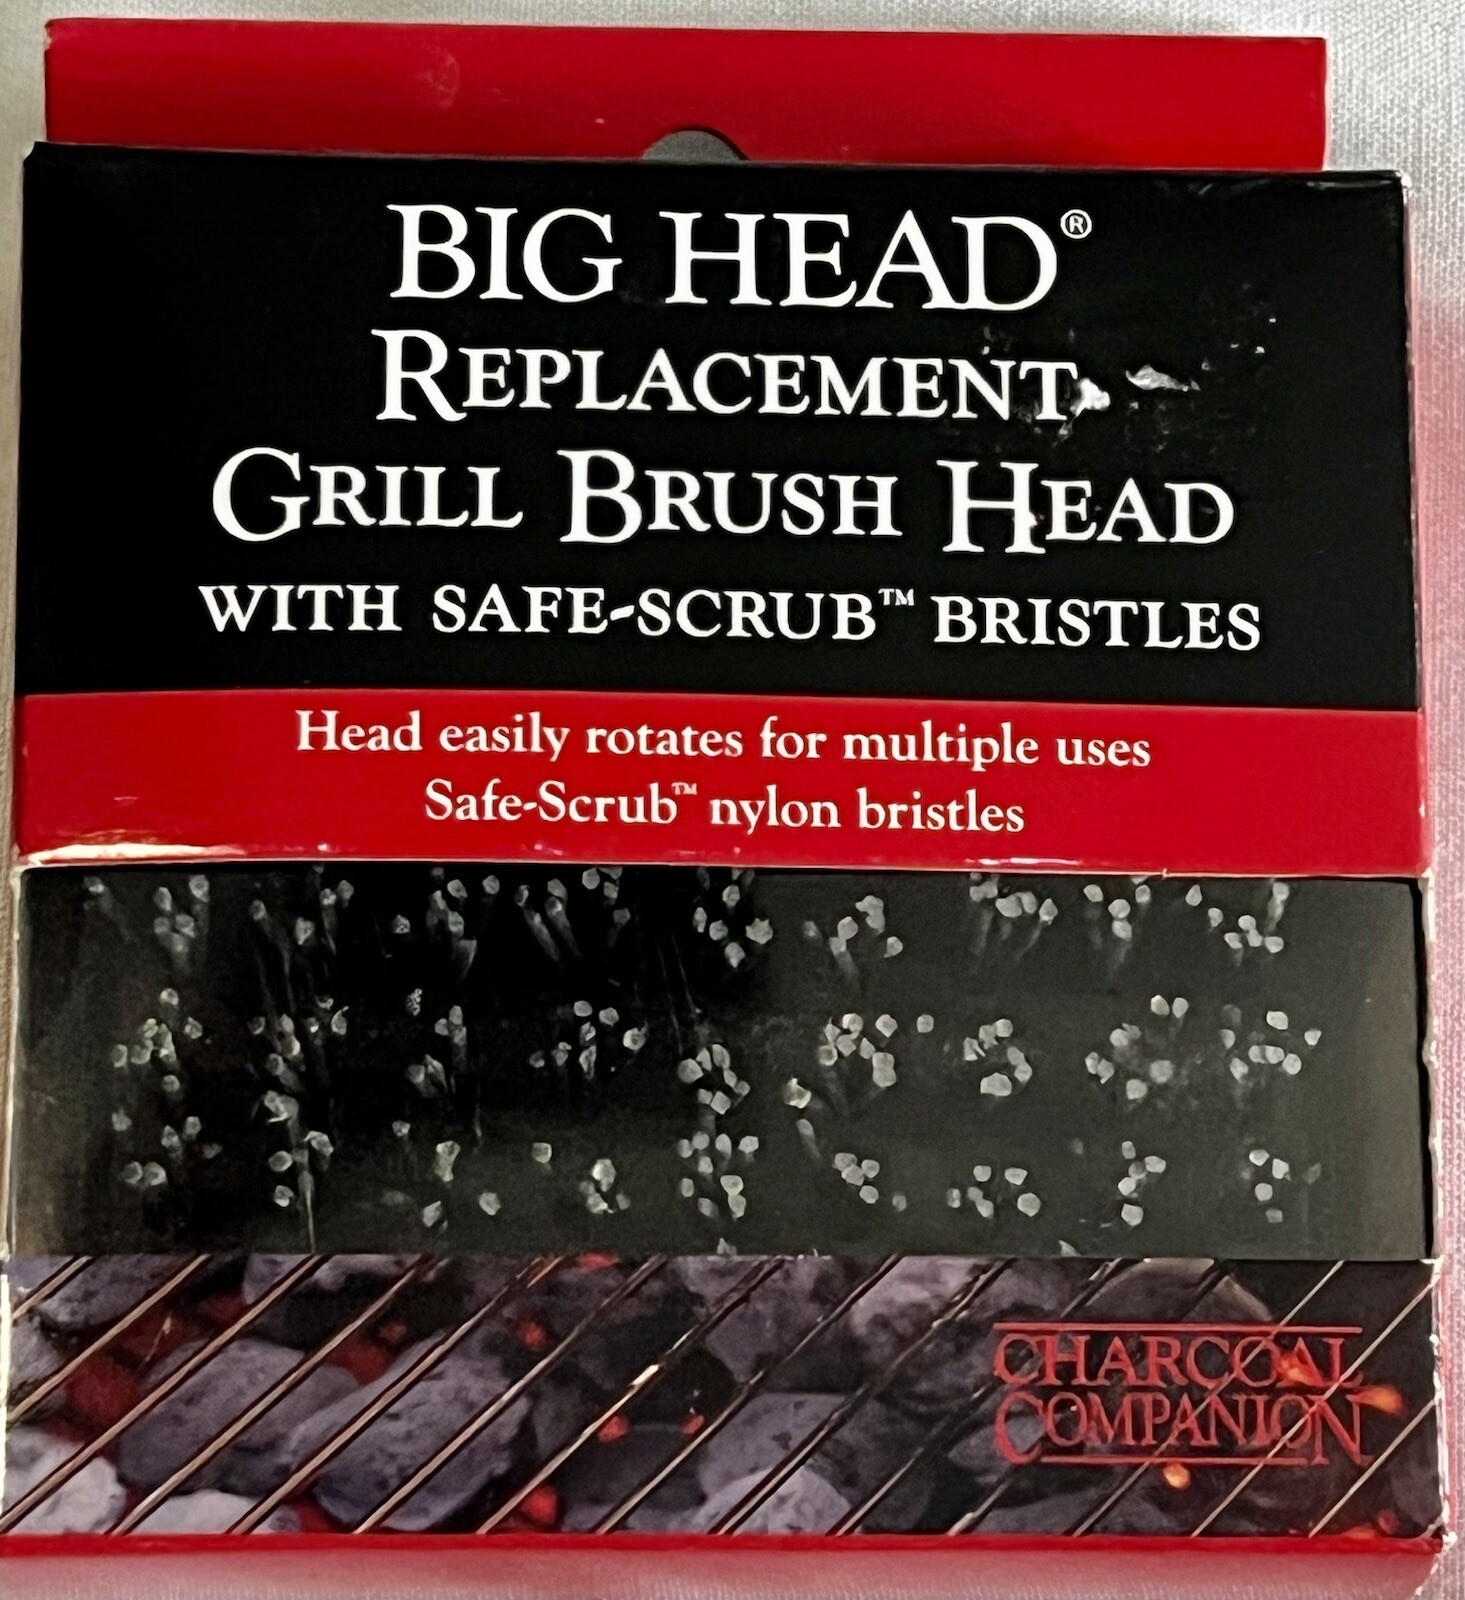 BIG HEAD®
REPLACEMENT
GRILL BRUSH HEAD
WITH SAFE-SCRUB™ BRISTLES
Head easily rotates for multiple uses
Safe-Scrub™ nylon bristles
CHARCOAL
COMPANION